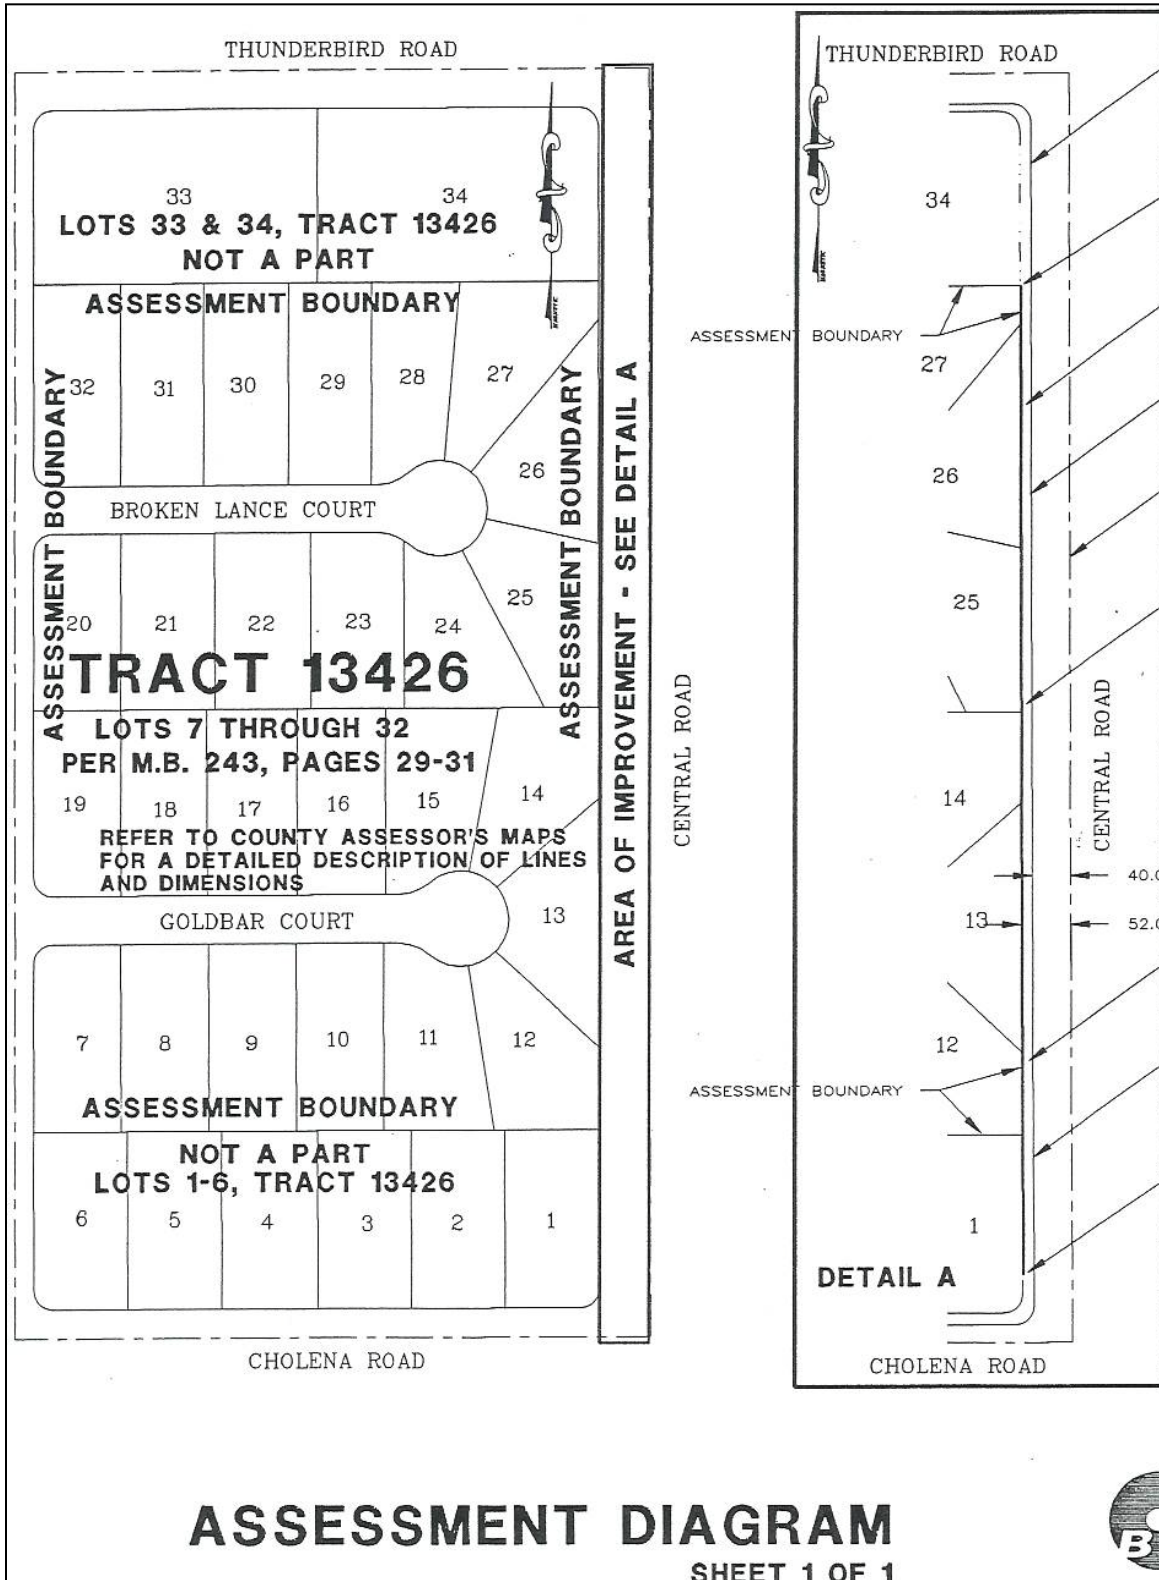 THUNDERBIRD ROAD
33
34
LOTS 33 & 34, TRACT 13426
NOT A PART
ASSESSMENT BOUNDARY
32
31
30
29
28
27
26
ASSESSMENT BOUNDARY
BROKEN LANCE COURT
20
21
22
23
24
25
TRACT 13426
LOTS 7 THROUGH 32
PER M.B. 243, PAGES 29-31
19
18
17
16
15
14
REFER TO COUNTY ASSESSOR'S MAPS
FOR A DETAILED DESCRIPTION OF LINES
AND DIMENSIONS
GOLDBAR COURT
13
7
8
9
10
11
12
ASSESSMENT BOUNDARY
NOT A PART
LOTS 1-6, TRACT 13426
6
5
4
3
2
1
CHOLENA ROAD
ASSESSMENT BOUNDARY
AREA OF IMPROVEMENT - SEE DETAIL A
CENTRAL ROAD
THUNDERBIRD ROAD
34
ASSESSMENT BOUNDARY
27
26
25
14
CENTRAL ROAD
40.0
13
52.0
12
ASSESSMENT BOUNDARY
1
DETAIL A
CHOLENA ROAD
ASSESSMENT DIAGRAM
SHEET 1 OF 1
B